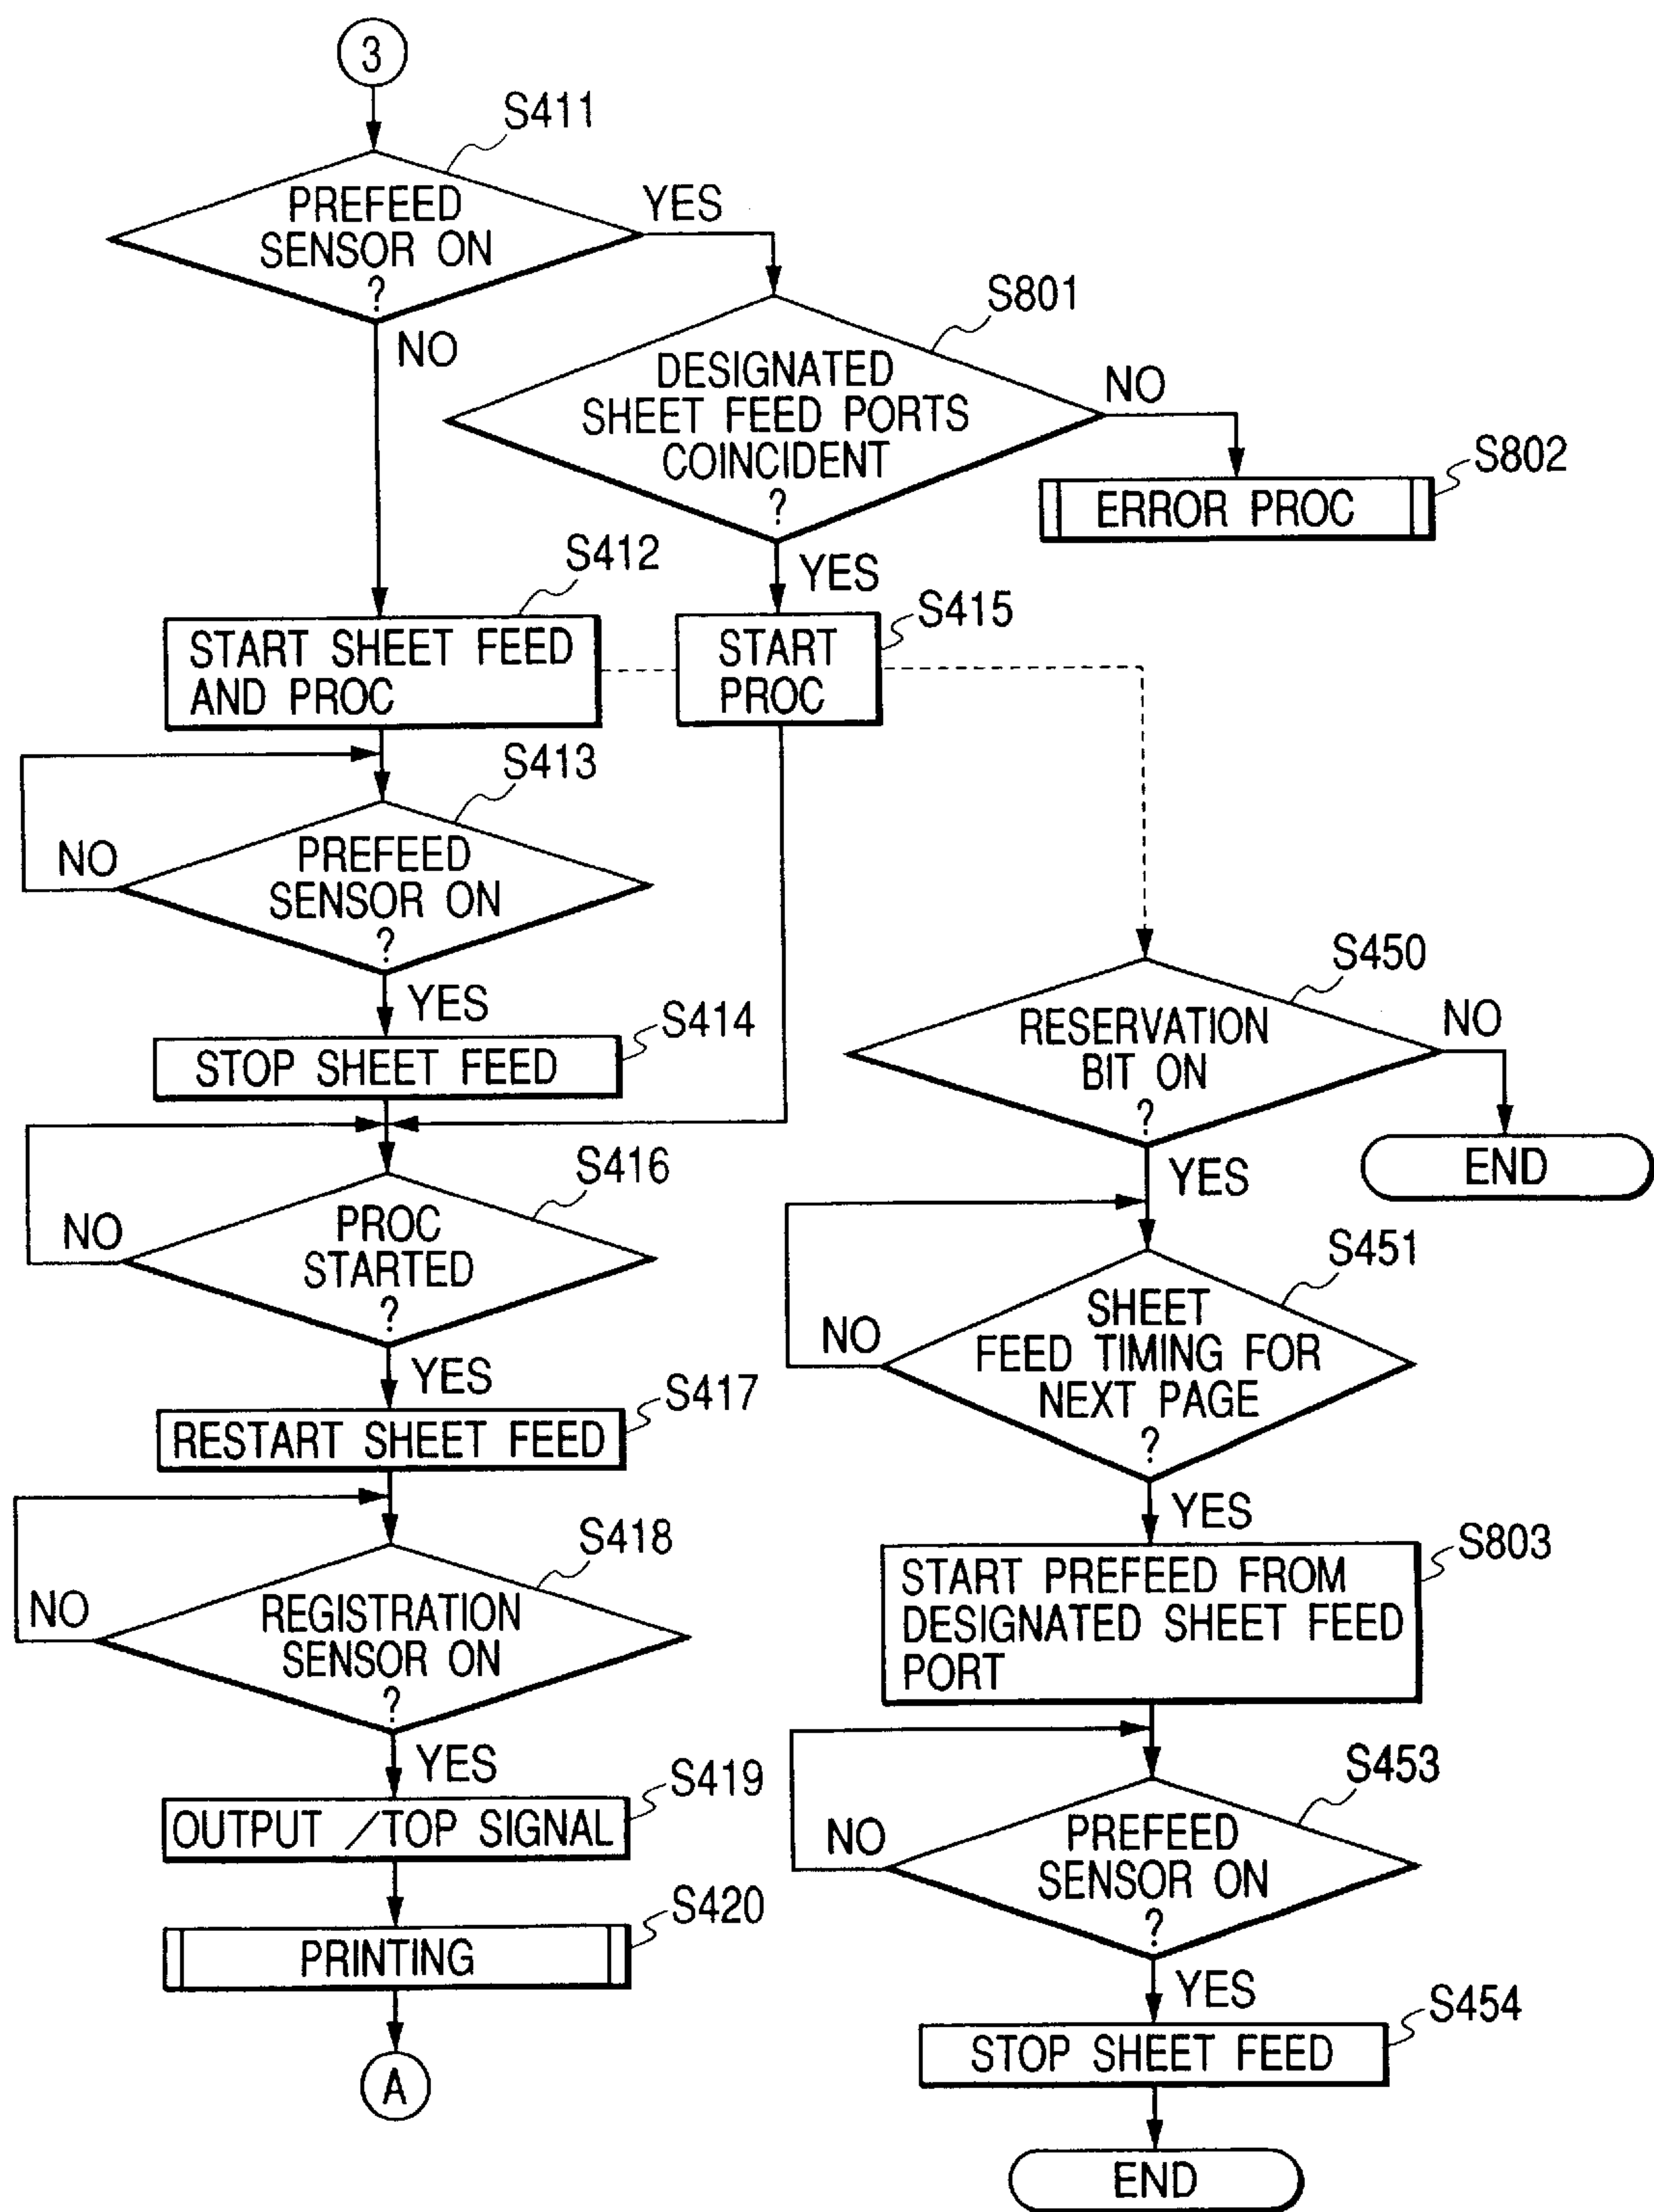 3
S411
PREFEED
SENSOR ON
?
YES
NO
S801
DESIGNATED
SHEET FEED PORTS
COINCIDENT
?
NO
YES
S802
ERROR PROC
S412
START SHEET FEED
AND PROC
S415
START
PROC
S413
PREFEED
SENSOR ON
?
NO
YES
S414
STOP SHEET FEED
S416
PROC
STARTED
?
NO
YES
S417
RESTART SHEET FEED
S418
REGISTRATION
SENSOR ON
?
NO
YES
S419
OUTPUT /TOP SIGNAL
S420
PRINTING
A
S450
RESERVATION
BIT ON
?
NO
END
YES
S451
SHEET
FEED TIMING FOR
NEXT PAGE
?
NO
YES
S803
START PREFEED FROM
DESIGNATED SHEET FEED
PORT
S453
PREFEED
SENSOR ON
?
NO
YES
S454
STOP SHEET FEED
END